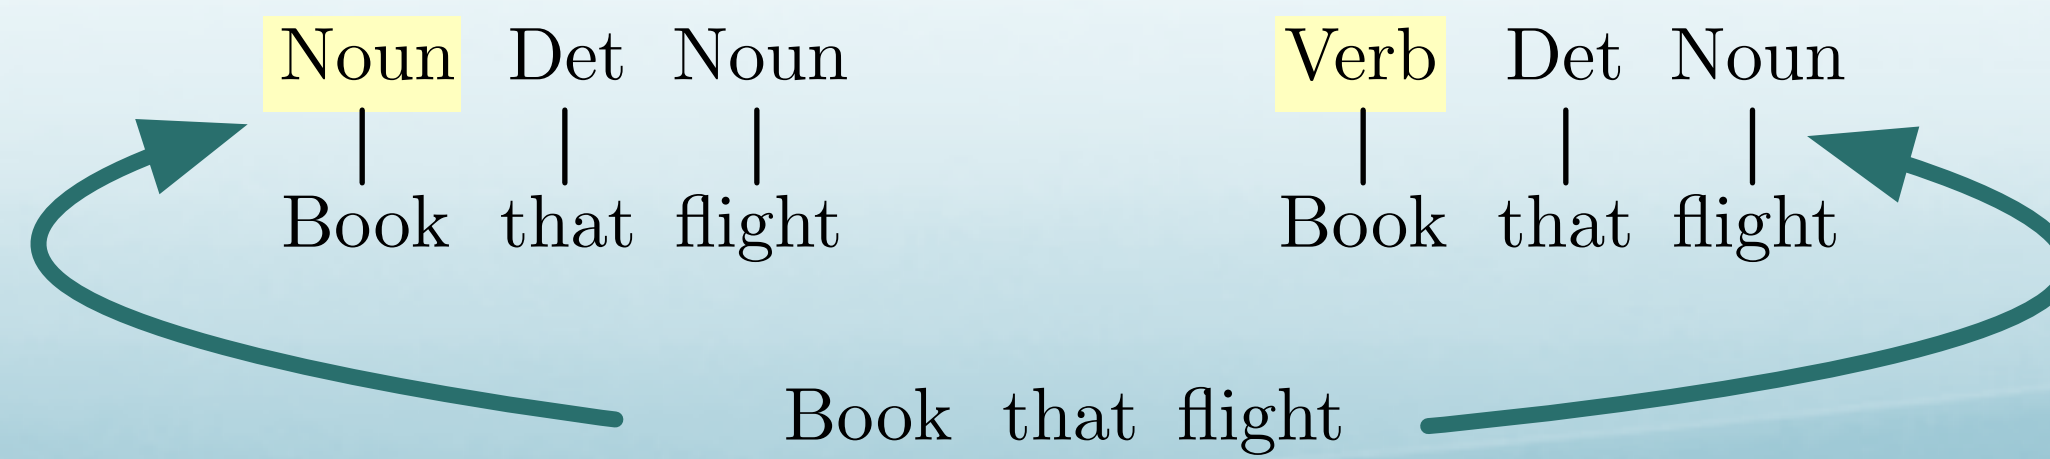 Noun Det Noun Verb Det Noun
Book that flight Book that flight
Book that flight